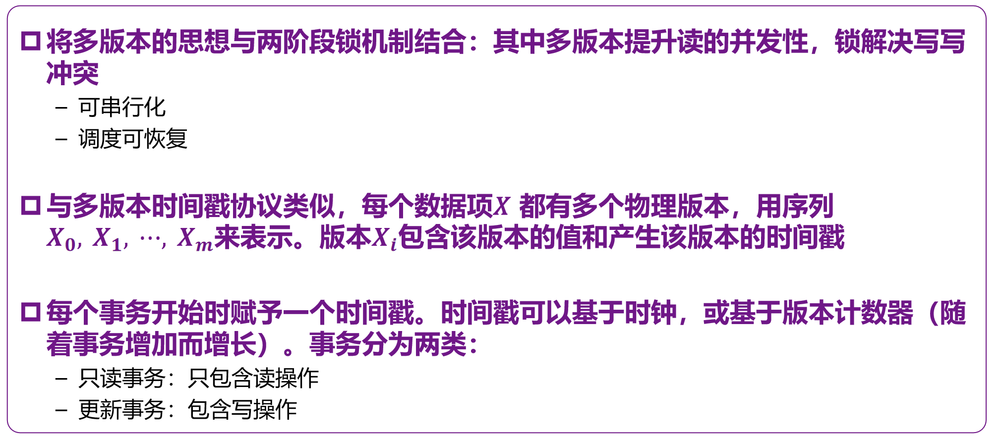 将多版本的思想与两阶段锁机制结合：其中多版本提升读的并发性，锁解决写写
冲突
– 可串行化
– 调度可恢复
与多版本时间戳协议类似，每个数据项X 都有多个物理版本，用序列
X₀, X₁, ⋯, Xₘ来表示。版本Xᵢ包含该版本的值和产生该版本的时间戳
每个事务开始时赋予一个时间戳。时间戳可以基于时钟，或基于版本计数器（随
着事务增加而增长）。事务分为两类：
– 只读事务：只包含读操作
– 更新事务：包含写操作